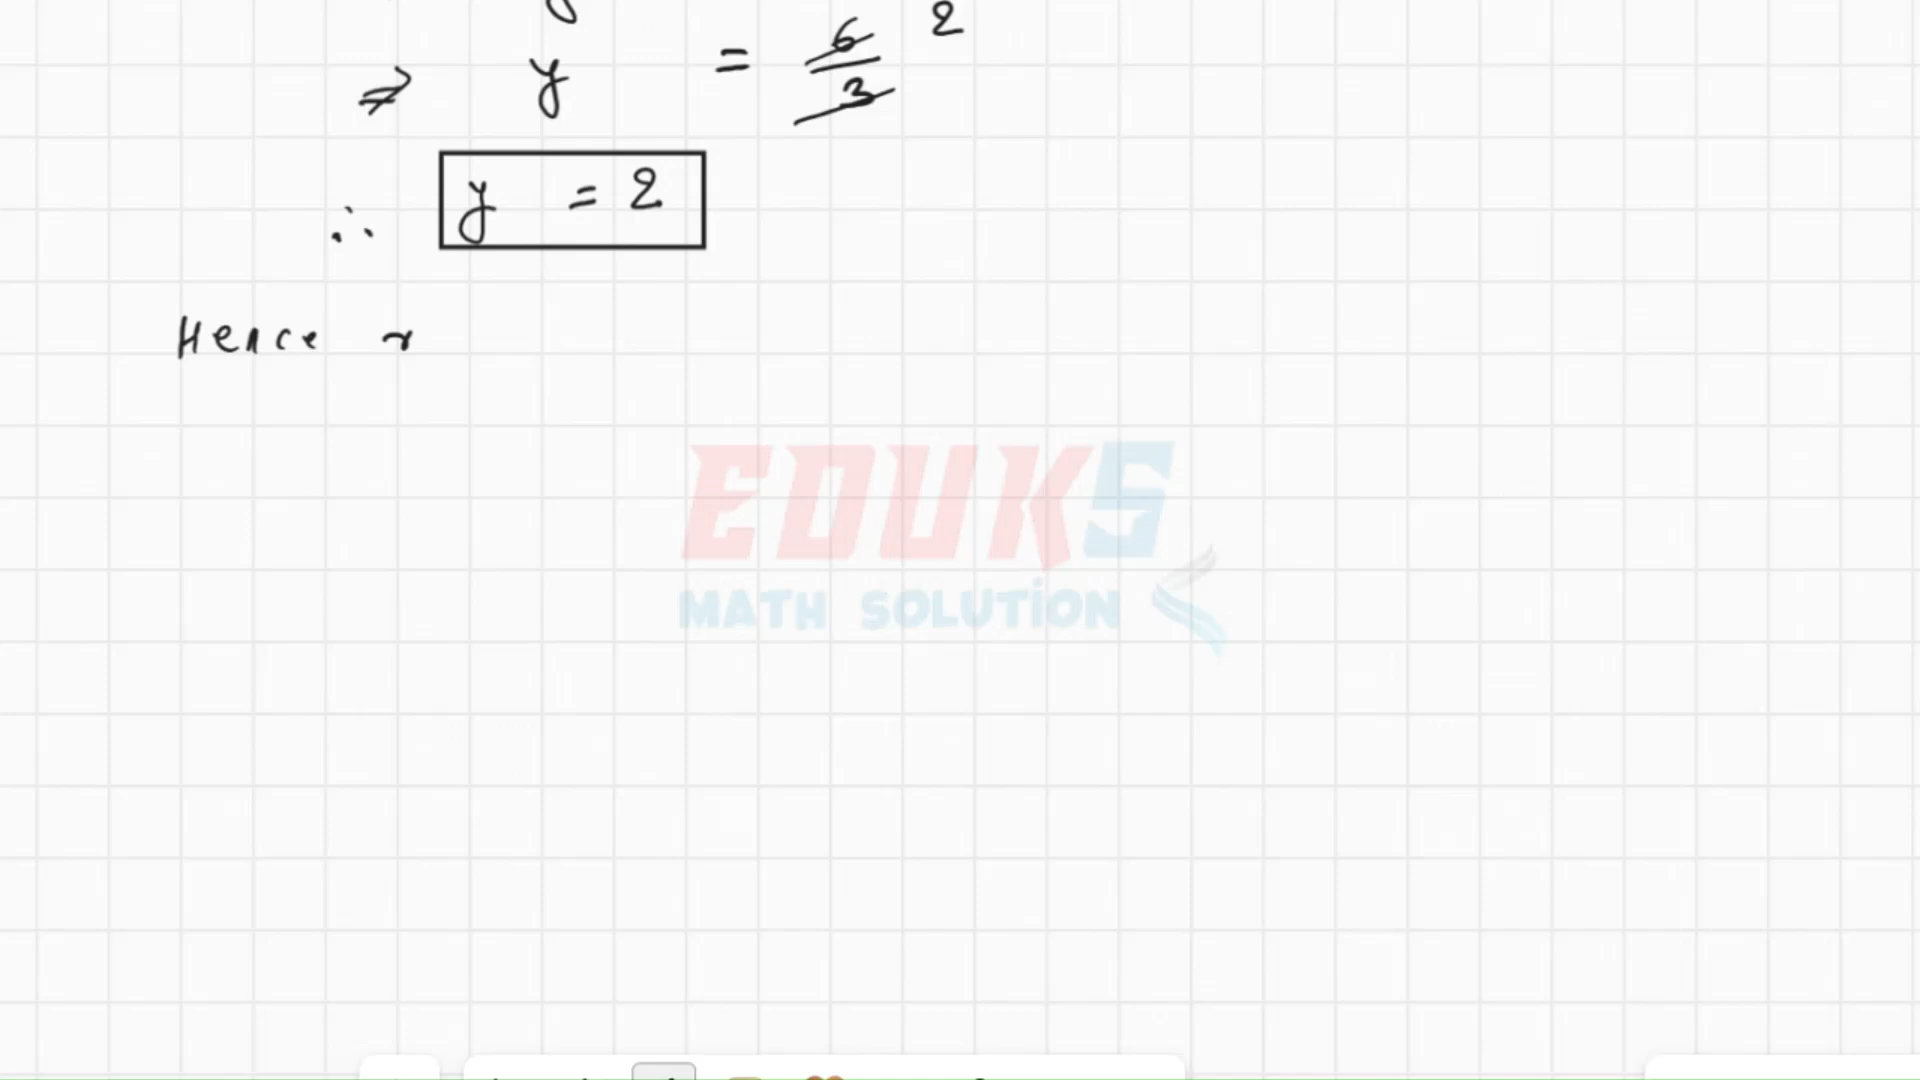 ⇒ y = 6/3 2
∴ y = 2
Hence
EDUKS
MATH SOLUTION